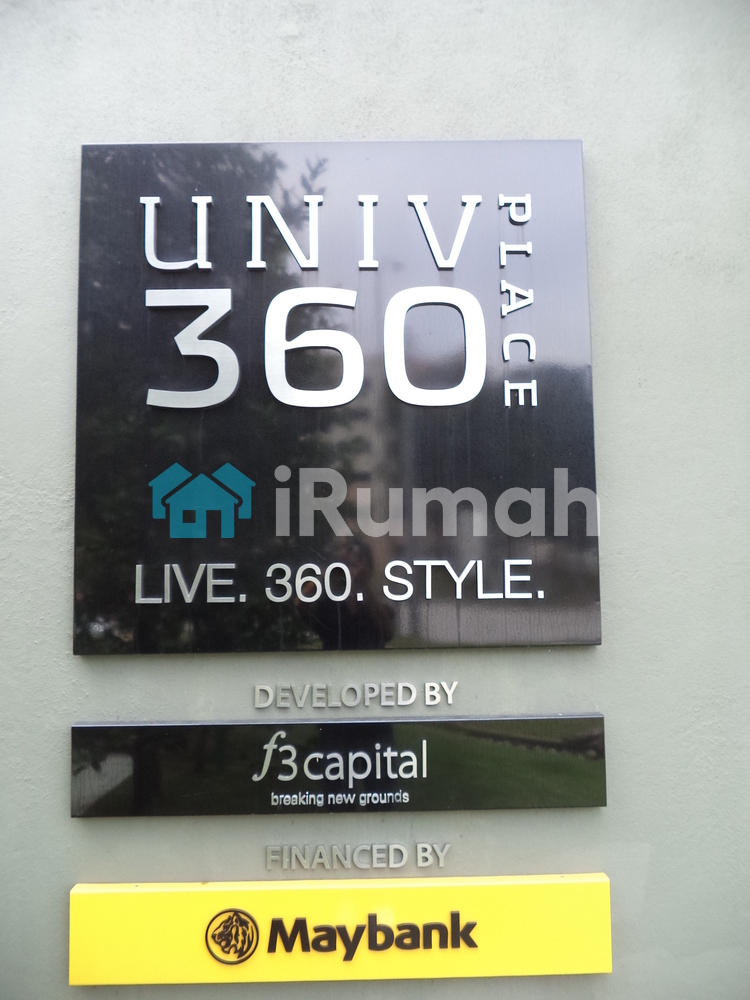 UNIV
360
PLACE
iRumah
LIVE. 360. STYLE.
DEVELOPED BY
f3capital
breaking new grounds
FINANCED BY
Maybank